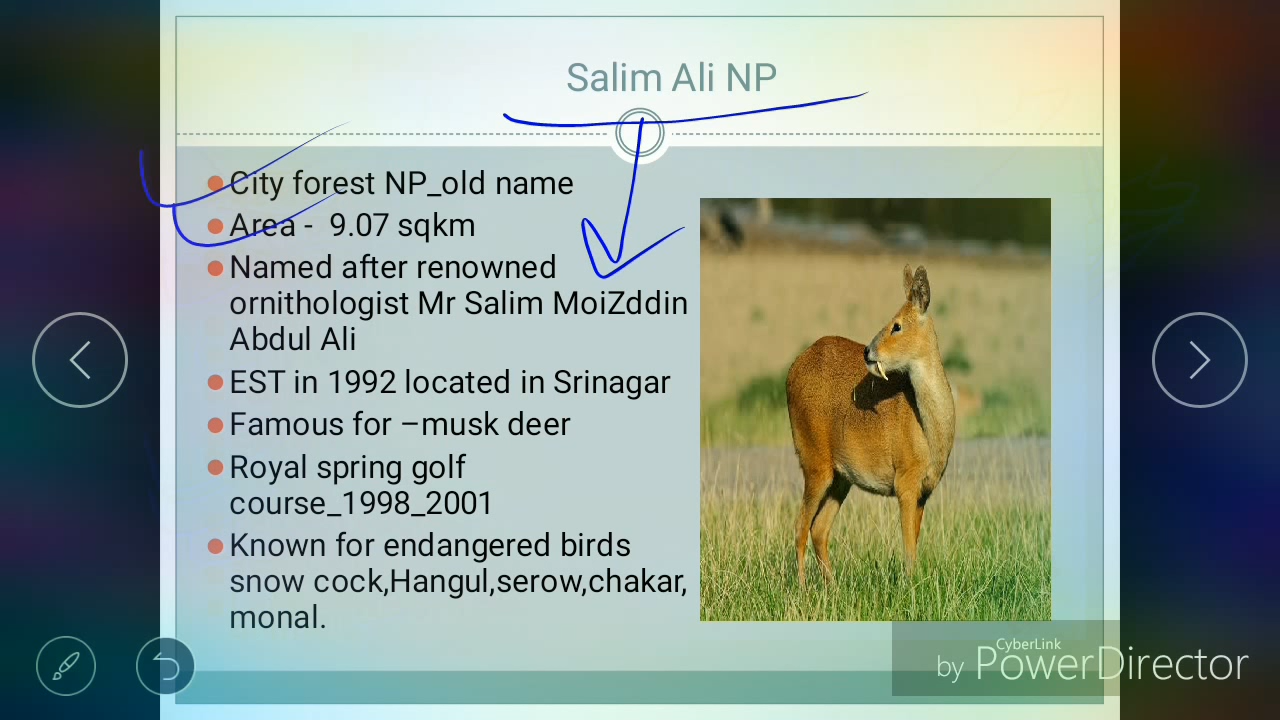 Salim Ali NP
City forest NP_old name
Area - 9.07 sqkm
Named after renowned
ornithologist Mr Salim MoiZddin
Abdul Ali
EST in 1992 located in Srinagar
Famous for –musk deer
Royal spring golf
course_1998_2001
Known for endangered birds
snow cock,Hangul,serow,chakar,
monal.
CyberLink
by PowerDirector